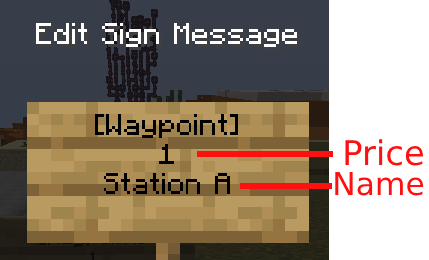 Edit Sign Message
[Waypoint]
1
Price
Station A
Name